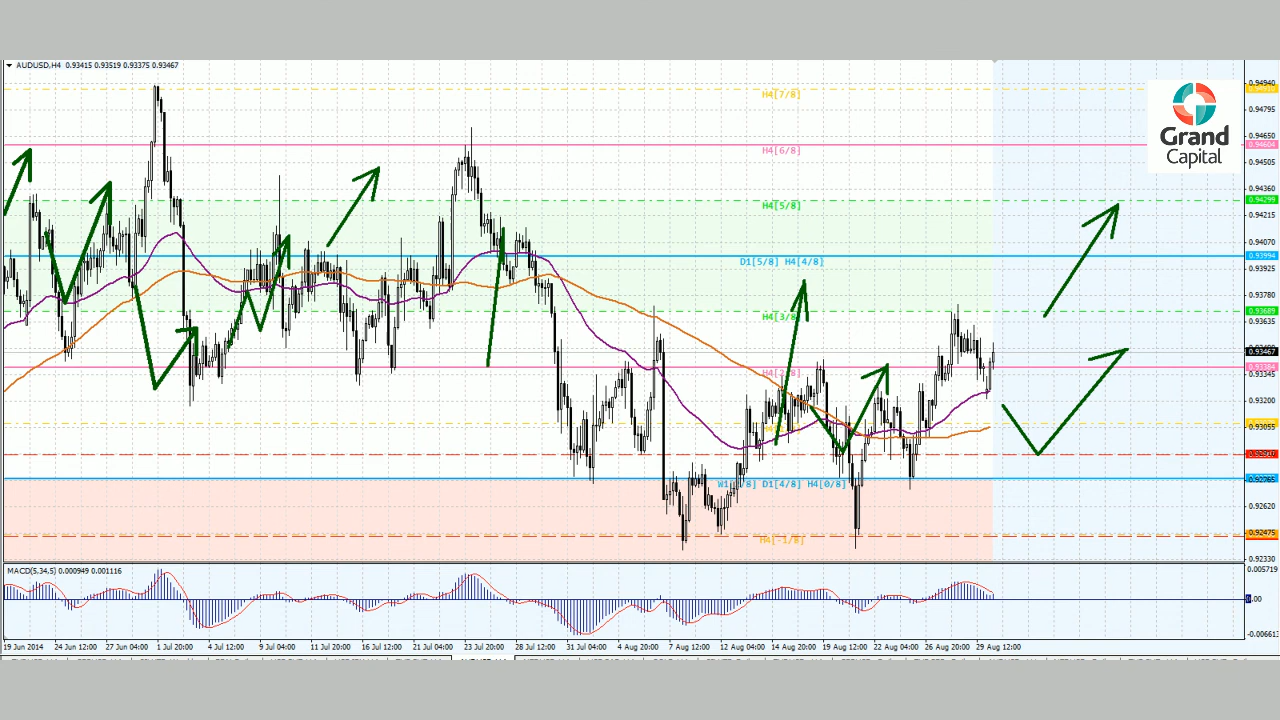 AUDUSD,H4 0.93415 0.93519 0.93375 0.93467
H4[7/8]
H4[6/8]
H4[5/8]
D1[5/8] H4[4/8]
H4[3/8]
D1[4/8] H4[0/8]
H4[-1/8]
Grand
Capital
0.94940
0.94795
0.94650
0.94604
0.94505
0.94360
0.94299
0.94215
0.94070
0.93994
0.93780
0.93689
0.93635
0.93467
0.93345
0.93200
0.93055
0.92765
0.92620
0.92475
0.92330
MACD(5,34,5) 0.000949 0.001116
0.005719
0.00
-0.006613
19 Jun 2014 24 Jun 12:00 27 Jun 04:00 1 Jul 20:00 4 Jul 12:00 9 Jul 04:00 11 Jul 20:00 16 Jul 12:00 21 Jul 04:00 23 Jul 20:00 28 Jul 12:00 31 Jul 04:00 4 Aug 20:00 7 Aug 12:00 12 Aug 04:00 14 Aug 20:00 19 Aug 12:00 22 Aug 04:00 26 Aug 20:00 29 Aug 12:00